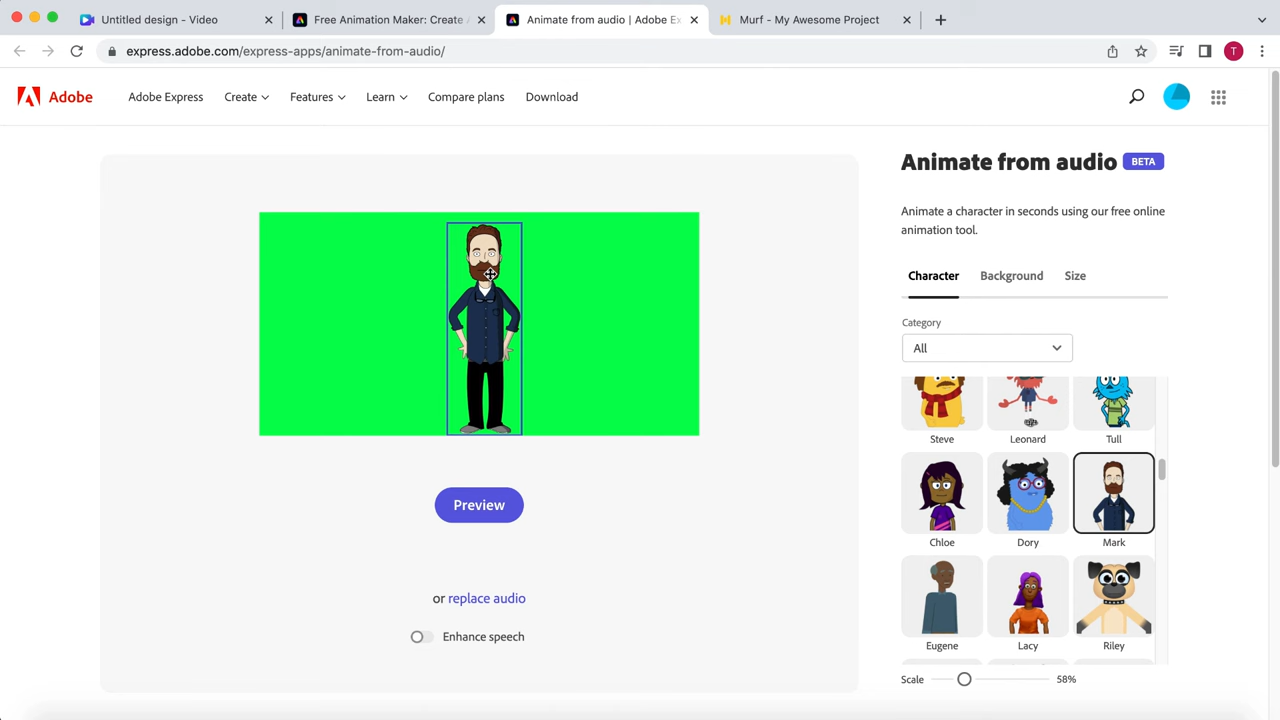 Untitled design - Video
Free Animation Maker: Create A
Animate from audio | Adobe Ex
Murf - My Awesome Project
express.adobe.com/express-apps/animate-from-audio/
T
Adobe
Adobe Express
Create
Features
Learn
Compare plans
Download
Animate from audio BETA
Animate a character in seconds using our free online
animation tool.
Character Background Size
Category
All
Steve Leonard Tull
Chloe Dory Mark
Eugene Lacy Riley
Scale 58%
Preview
or replace audio
Enhance speech